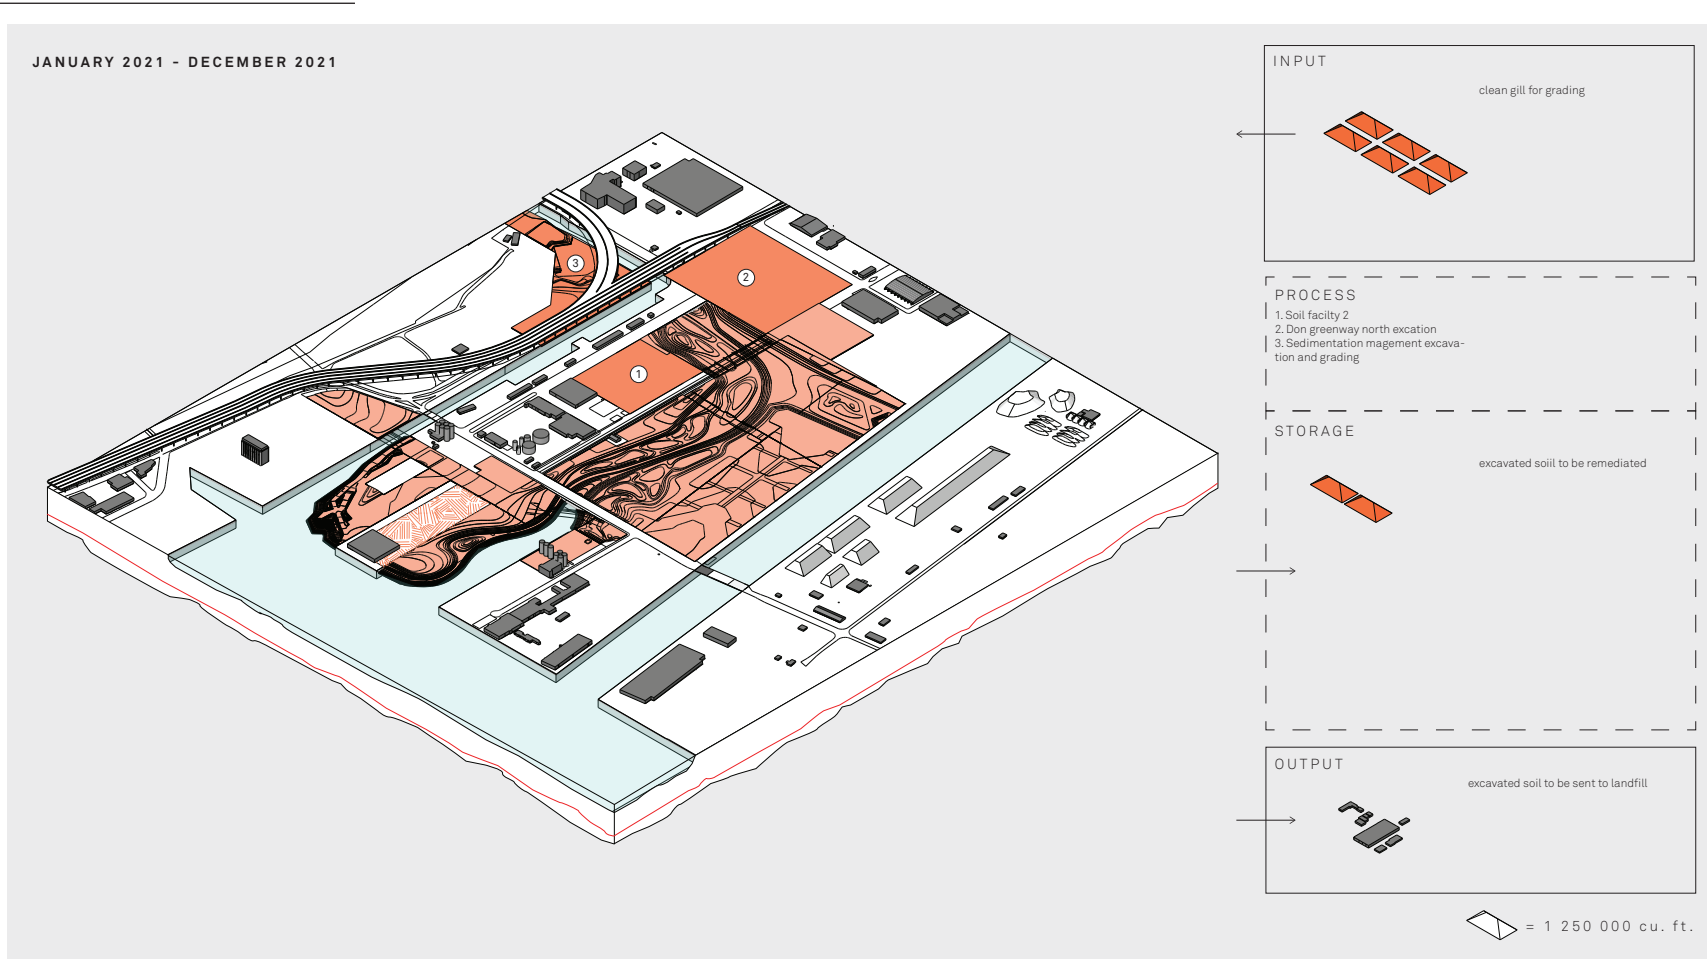 JANUARY 2021 - DECEMBER 2021
3
2
1
INPUT
clean gill for grading
PROCESS
1. Soil facilty 2
2. Don greenway north excation
3. Sedimentation magement excava-
tion and grading
STORAGE
excavated soiil to be remediated
OUTPUT
excavated soil to be sent to landfill
= 1 250 000 cu. ft.